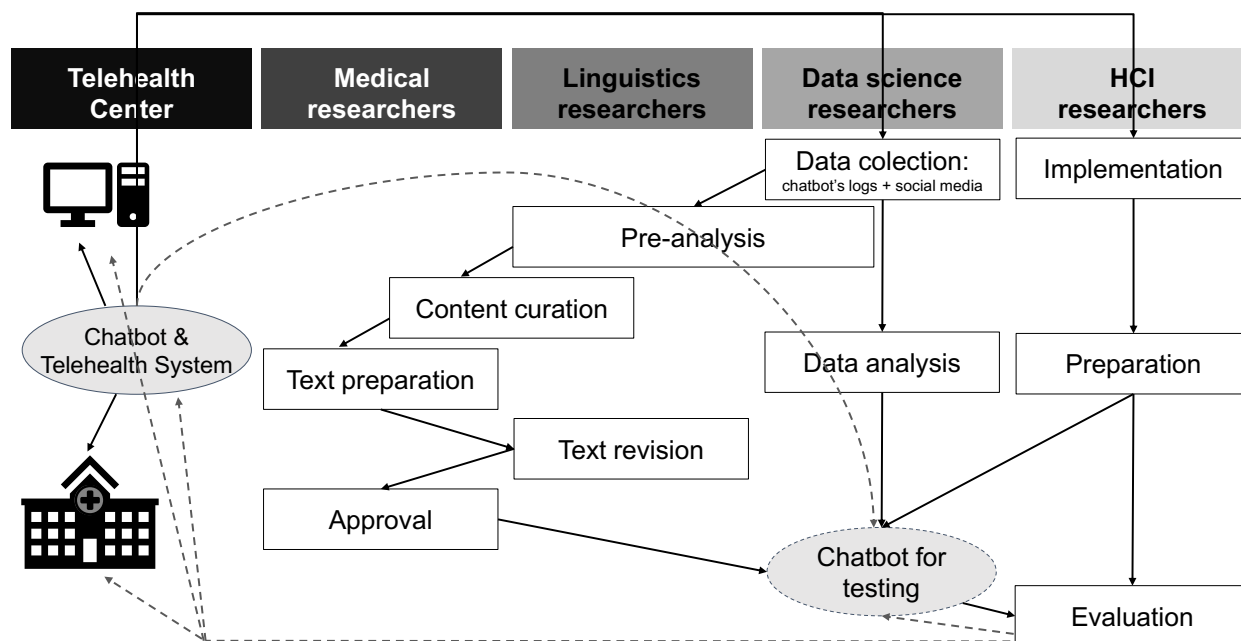 Telehealth
Center
Medical
researchers
Linguistics
researchers
Data science
researchers
HCI
researchers
Data colection:
chatbot's logs + social media
Implementation
Pre-analysis
Content curation
Chatbot &
Telehealth System
Text preparation
Data analysis
Preparation
Text revision
Approval
Chatbot for
testing
Evaluation